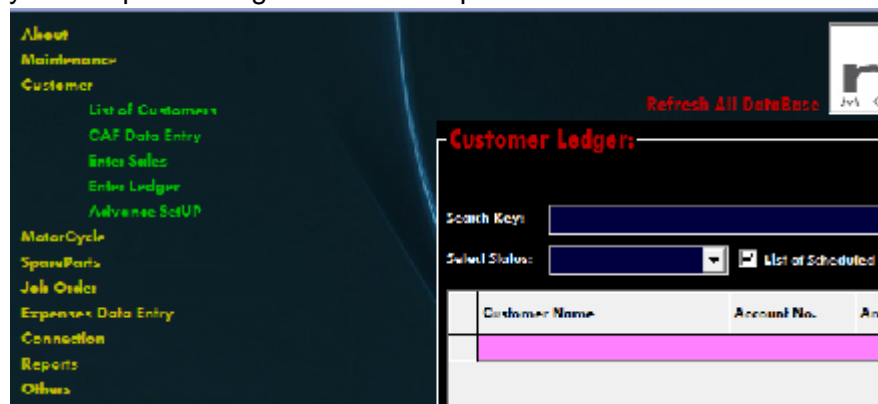 About
Maintenance
Customer
List of Customers
CAF Data Entry
Enter Sales
Enter Ledger
Advance SetUP
MotorCycle
SpareParts
Job Order
Expenses Data Entry
Connection
Reports
Others
Refresh All DataBase
Customer Ledger:
Search Key:
Select Status:
List of Scheduled
Customer Name
Account No.